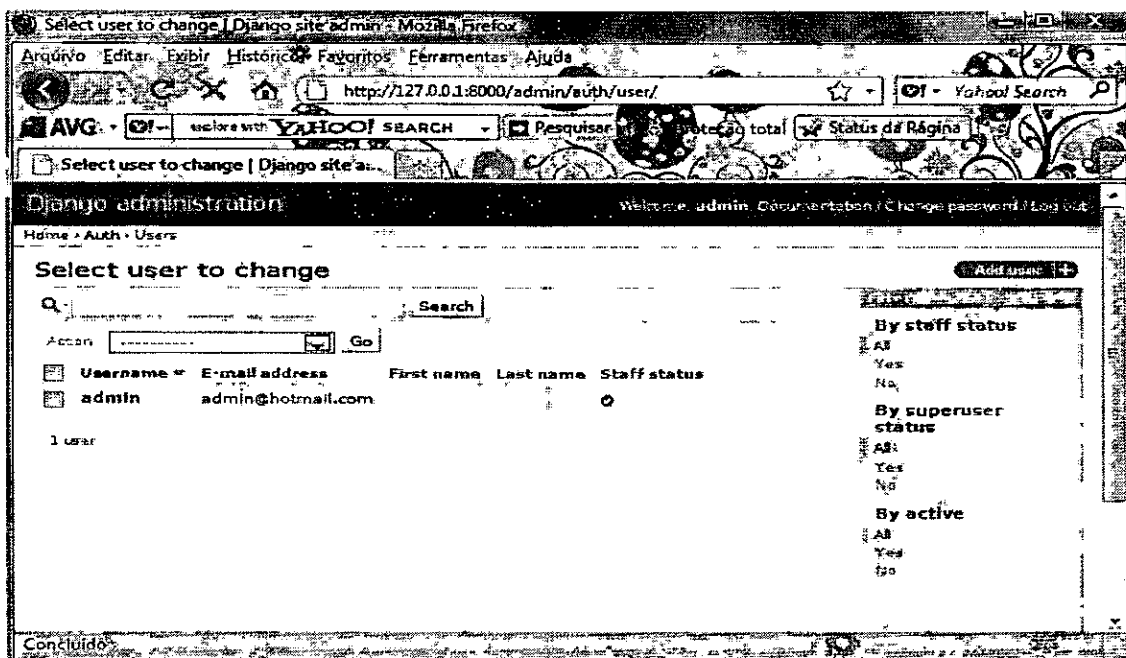 Select user to change | Django site admin - Mozilla Firefox
Arquivo Editar Exibir Histórico Favoritos Ferramentas Ajuda
http://127.0.0.1:8000/admin/auth/user/
Yahoo! Search
AVG explore with YAHOO! SEARCH Pesquisar total Status da Página
Select user to change | Django site a...
Django administration
Welcome, admin. Documentation / Change password / Log out
Home › Auth › Users
Select user to change
Add user +
Search
Action: ---------- Go
Username E-mail address First name Last name Staff status
admin admin@hotmail.com
1 user
By staff status
All
Yes
No
By superuser status
All
Yes
No
By active
All
Yes
No
Concluído